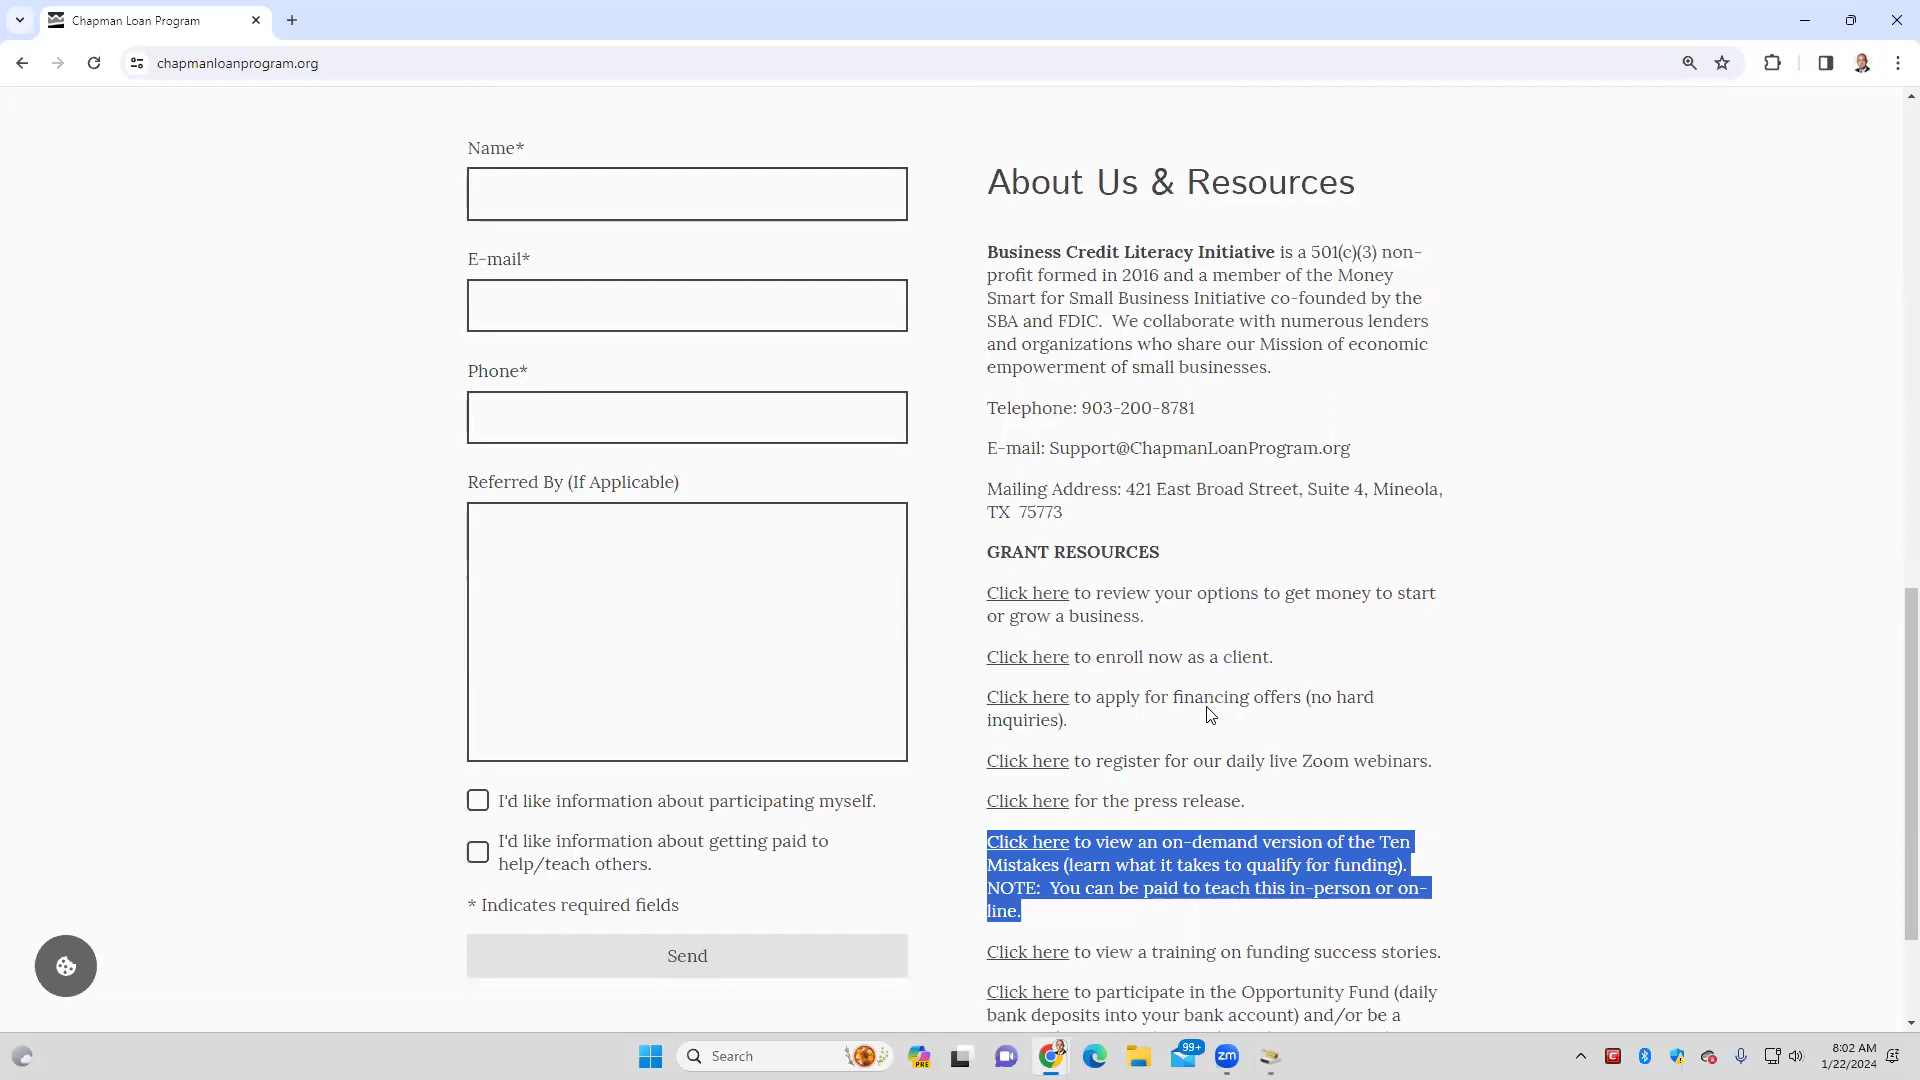 Chapman Loan Program
chapmanloanprogram.org
Name*
E-mail*
Phone*
Referred By (If Applicable)
I'd like information about participating myself.
I'd like information about getting paid to
help/teach others.
* Indicates required fields
Send
About Us & Resources
Business Credit Literacy Initiative is a 501(c)(3) non-
profit formed in 2016 and a member of the Money
Smart for Small Business Initiative co-founded by the
SBA and FDIC.  We collaborate with numerous lenders
and organizations who share our Mission of economic
empowerment of small businesses.
Telephone: 903-200-8781
E-mail: Support@ChapmanLoanProgram.org
Mailing Address: 421 East Broad Street, Suite 4, Mineola,
TX  75773
GRANT RESOURCES
Click here to review your options to get money to start
or grow a business.
Click here to enroll now as a client.
Click here to apply for financing offers (no hard
inquiries).
Click here to register for our daily live Zoom webinars.
Click here for the press release.
Click here to view an on-demand version of the Ten
Mistakes (learn what it takes to qualify for funding).
NOTE:  You can be paid to teach this in-person or on-
line.
Click here to view a training on funding success stories.
Click here to participate in the Opportunity Fund (daily
bank deposits into your bank account) and/or be a
Search
PRE
99+
zm
8:02 AM
1/22/2024